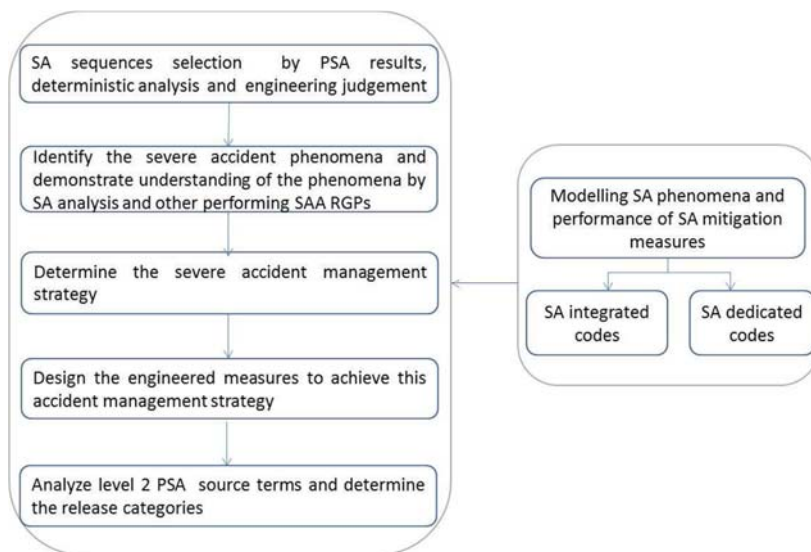 SA sequences selection by PSA results,
deterministic analysis and engineering judgement
Identify the severe accident phenomena and
demonstrate understanding of the phenomena by
SA analysis and other performing SAA RGPs
Determine the severe accident management
strategy
Design the engineered measures to achieve this
accident management strategy
Analyze level 2 PSA source terms and determine
the release categories
Modelling SA phenomena and
performance of SA mitigation
measures
SA integrated
codes
SA dedicated
codes